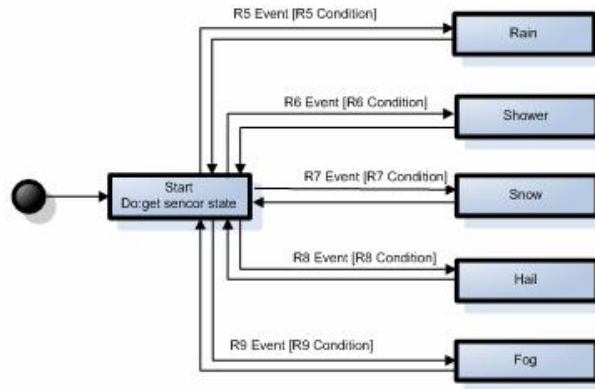 R5 Event [R5 Condition]
Rain
R6 Event [R6 Condition]
Shower
Start
Do:get sencor state
R7 Event [R7 Condition]
Snow
R8 Event [R8 Condition]
Hail
R9 Event [R9 Condition]
Fog